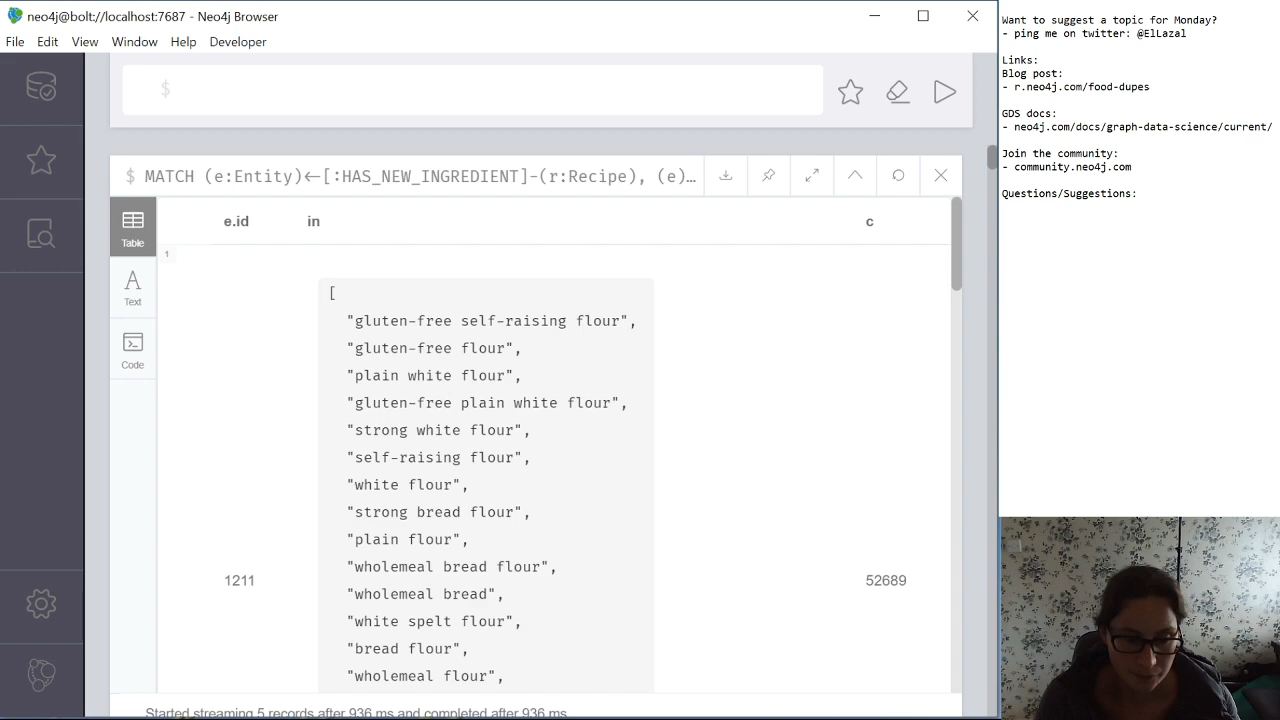 neo4j@bolt://localhost:7687 - Neo4j Browser
File Edit View Window Help Developer
$
$ MATCH (e:Entity)<-[:HAS_NEW_INGREDIENT]-(r:Recipe), (e)…
Table
Text
Code
e.id in c
1
[
"gluten-free self-raising flour",
"gluten-free flour",
"plain white flour",
"gluten-free plain white flour",
"strong white flour",
"self-raising flour",
"white flour",
"strong bread flour",
"plain flour",
"wholemeal bread flour",
1211 52689
"wholemeal bread",
"white spelt flour",
"bread flour",
"wholemeal flour",
Started streaming 5 records after 936 ms and completed after 936 ms.
Want to suggest a topic for Monday?
- ping me on twitter: @ElLazal
Links:
Blog post:
- r.neo4j.com/food-dupes
GDS docs:
- neo4j.com/docs/graph-data-science/current/
Join the community:
- community.neo4j.com
Questions/Suggestions: